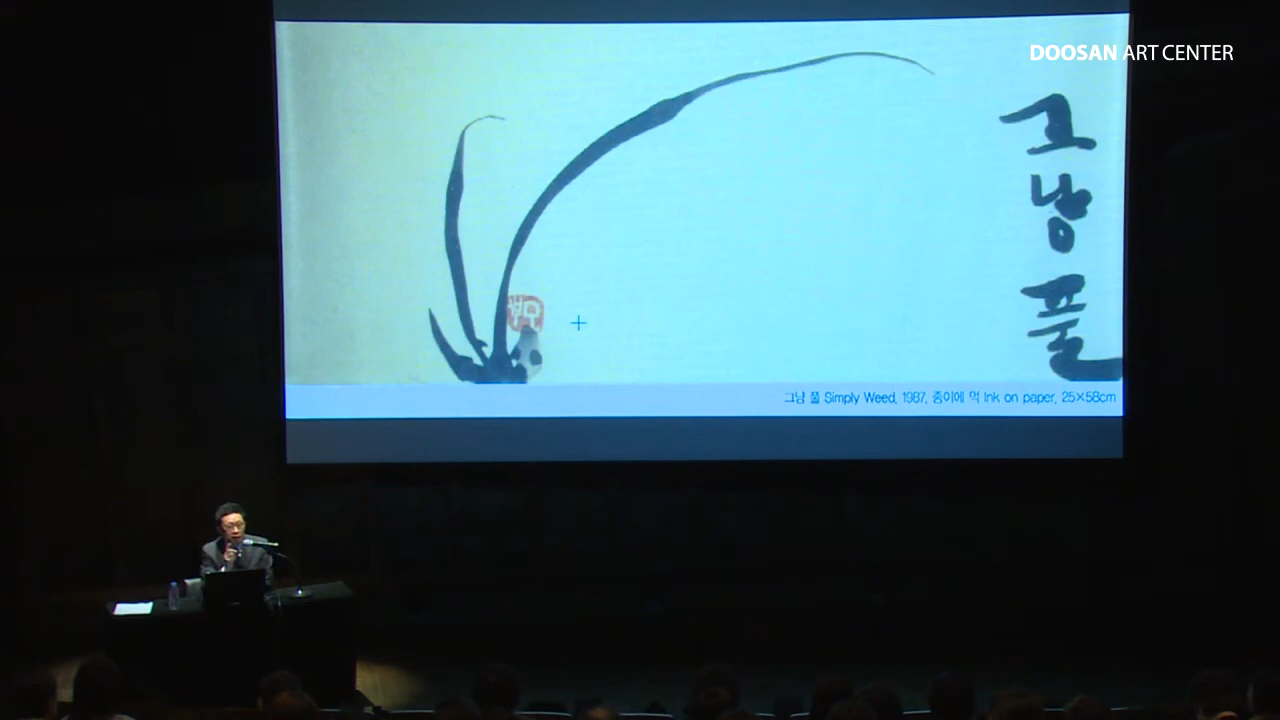 DOOSAN ART CENTER
그냥
풀
그냥 풀 Simply Weed, 1987, 종이에 먹 Ink on paper, 25×58cm